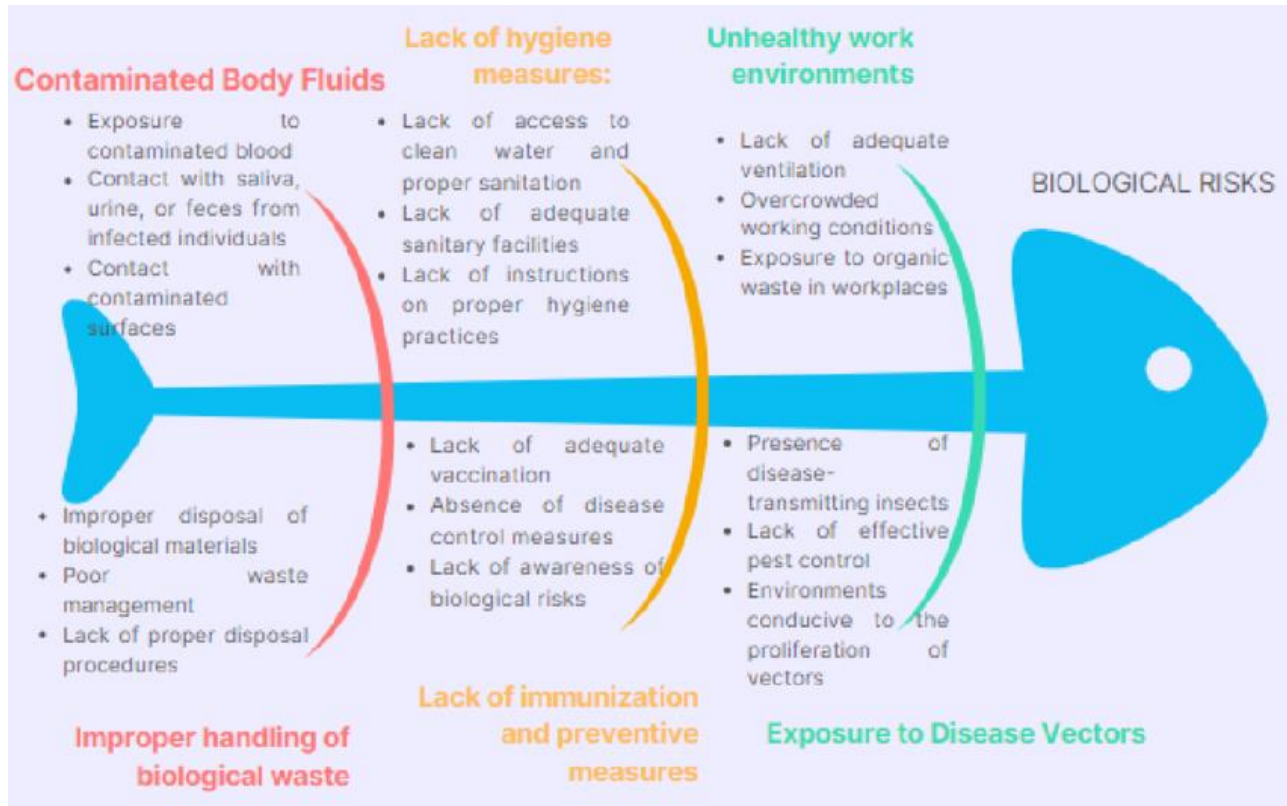 Contaminated Body Fluids
• Exposure to
contaminated blood
• Contact with saliva,
urine, or feces from
infected individuals
• Contact with
contaminated
surfaces
Lack of hygiene
measures:
• Lack of access to
clean water and
proper sanitation
• Lack of adequate
sanitary facilities
• Lack of instructions
on proper hygiene
practices
Unhealthy work
environments
• Lack of adequate
ventilation
• Overcrowded
working conditions
• Exposure to organic
waste in workplaces
BIOLOGICAL RISKS
• Improper disposal of
biological materials
• Poor waste
management
• Lack of proper disposal
procedures
Improper handling of
biological waste
• Lack of adequate
vaccination
• Absence of disease
control measures
• Lack of awareness of
biological risks
Lack of immunization
and preventive
measures
• Presence of
disease-
transmitting insects
• Lack of effective
pest control
• Environments
conducive to the
proliferation of
vectors
Exposure to Disease Vectors